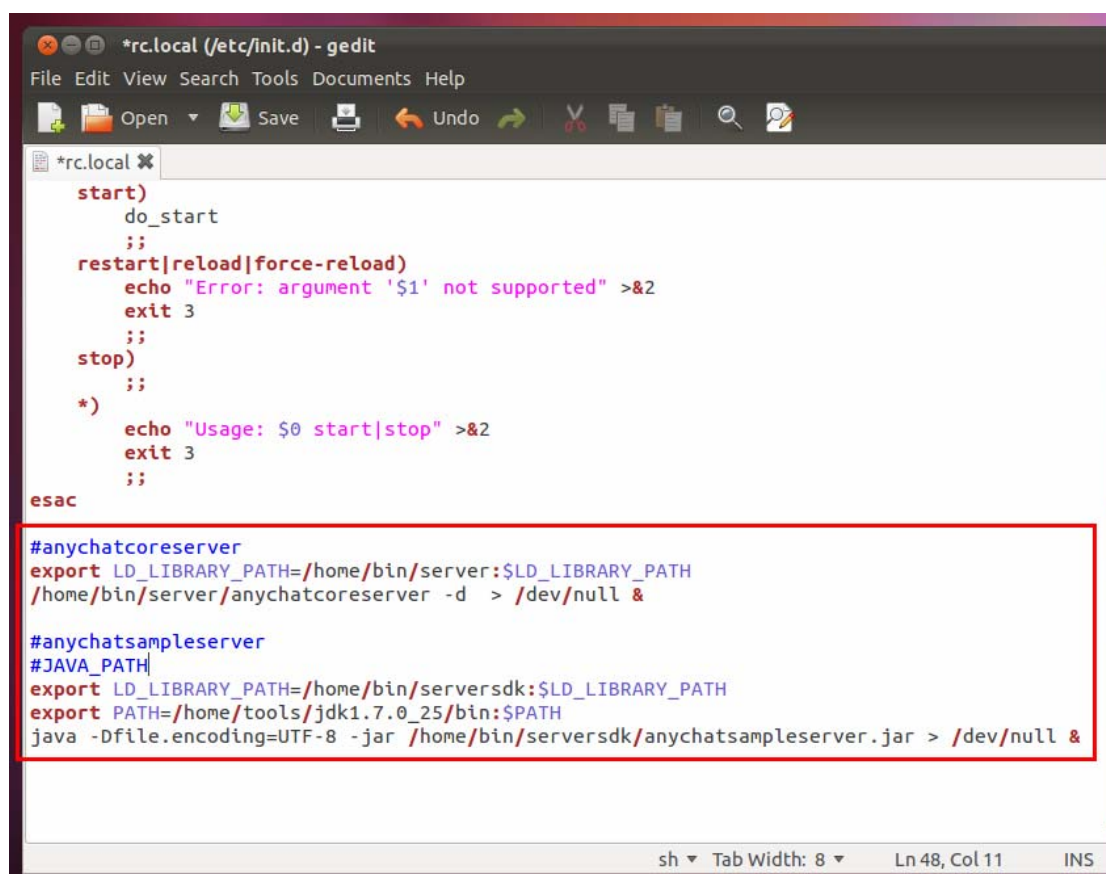 *rc.local (/etc/init.d) - gedit
File Edit View Search Tools Documents Help
Open Save Undo
*rc.local
start)
do_start
;;
restart|reload|force-reload)
echo "Error: argument '$1' not supported" >&2
exit 3
;;
stop)
;;
*)
echo "Usage: $0 start|stop" >&2
exit 3
;;
esac
#anychatcoreserver
export LD_LIBRARY_PATH=/home/bin/server:$LD_LIBRARY_PATH
/home/bin/server/anychatcoreserver -d  > /dev/null &
#anychatsampleserver
#JAVA_PATH
export LD_LIBRARY_PATH=/home/bin/serversdk:$LD_LIBRARY_PATH
export PATH=/home/tools/jdk1.7.0_25/bin:$PATH
java -Dfile.encoding=UTF-8 -jar /home/bin/serversdk/anychatsampleserver.jar > /dev/null &
sh Tab Width: 8 Ln 48, Col 11 INS